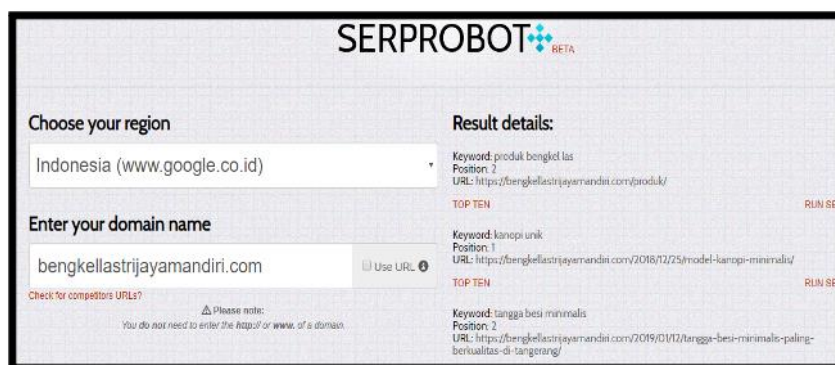 SERPROBOT
BETA
Choose your region
Indonesia (www.google.co.id)
Enter your domain name
bengkellastrijayamandiri.com
Use URL
Check for competitors URLs?
Please note:
You do not need to enter the http:// or www. of a domain.
Result details:
Keyword: produk bengkel las
Position: 2
URL: https://bengkellastrijayamandiri.com/produk/
TOP TEN RUN SE
Keyword: kanopi unik
Position: 1
URL: https://bengkellastrijayamandiri.com/2018/12/25/model-kanopi-minimalis/
TOP TEN RUN SE
Keyword: tangga besi minimalis
Position: 2
URL: https://bengkellastrijayamandiri.com/2019/01/12/tangga-besi-minimalis-paling-
berkualitas-di-tangerang/